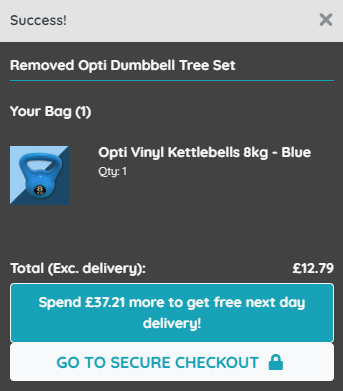 Success!
Removed Opti Dumbbell Tree Set
Your Bag (1)
Opti Vinyl Kettlebells 8kg - Blue
Qty: 1
8
Total (Exc. delivery): £12.79
Spend £37.21 more to get free next day
delivery!
GO TO SECURE CHECKOUT